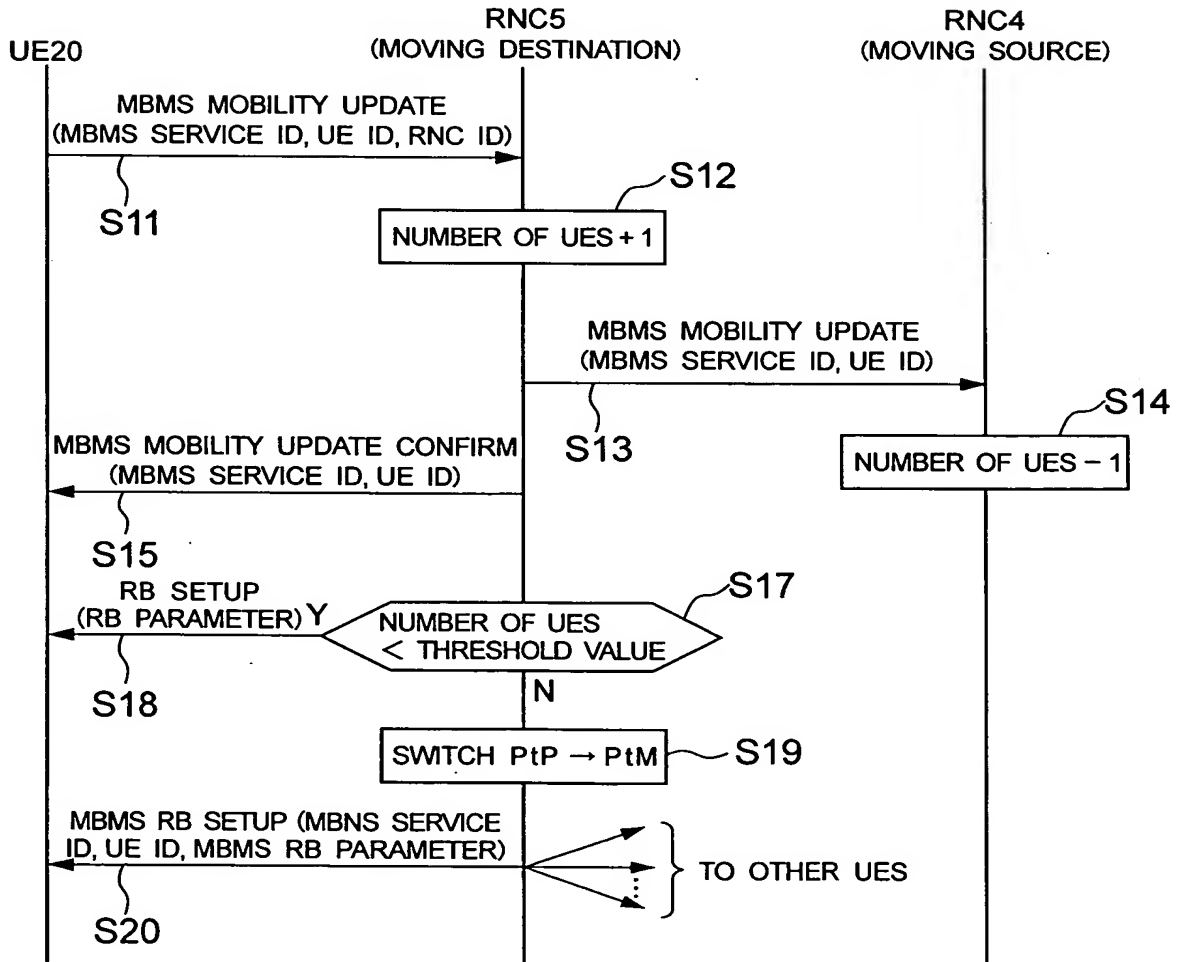 UE20
RNC5
(MOVING DESTINATION)
RNC4
(MOVING SOURCE)
MBMS MOBILITY UPDATE
(MBMS SERVICE ID, UE ID, RNC ID)
S11
S12
NUMBER OF UES + 1
MBMS MOBILITY UPDATE
(MBMS SERVICE ID, UE ID)
S13
S14
NUMBER OF UES − 1
MBMS MOBILITY UPDATE CONFIRM
(MBMS SERVICE ID, UE ID)
S15
RB SETUP
(RB PARAMETER)
Y
S17
NUMBER OF UES
< THRESHOLD VALUE
S18
N
SWITCH PtP → PtM
S19
MBMS RB SETUP (MBNS SERVICE
ID, UE ID, MBMS RB PARAMETER)
TO OTHER UES
S20